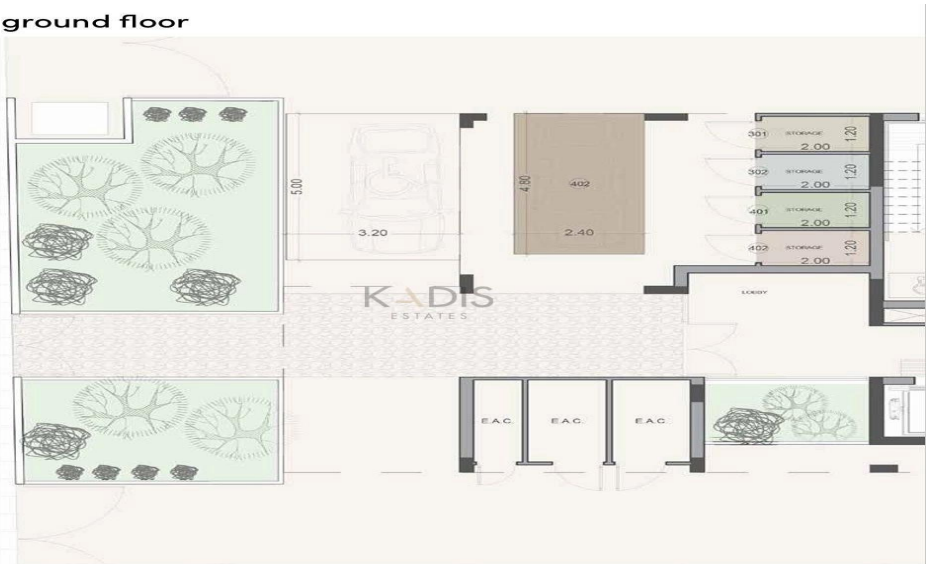 ground floor
301 STORAGE 1.20
2.00
302 STORAGE 1.20
2.00
401 STORAGE 1.20
2.00
402 STORAGE 1.20
2.00
5.00
3.20
4.80
402
2.40
LOBBY
KADIS
ESTATES
E.A.C.
E.A.C.
E.A.C.